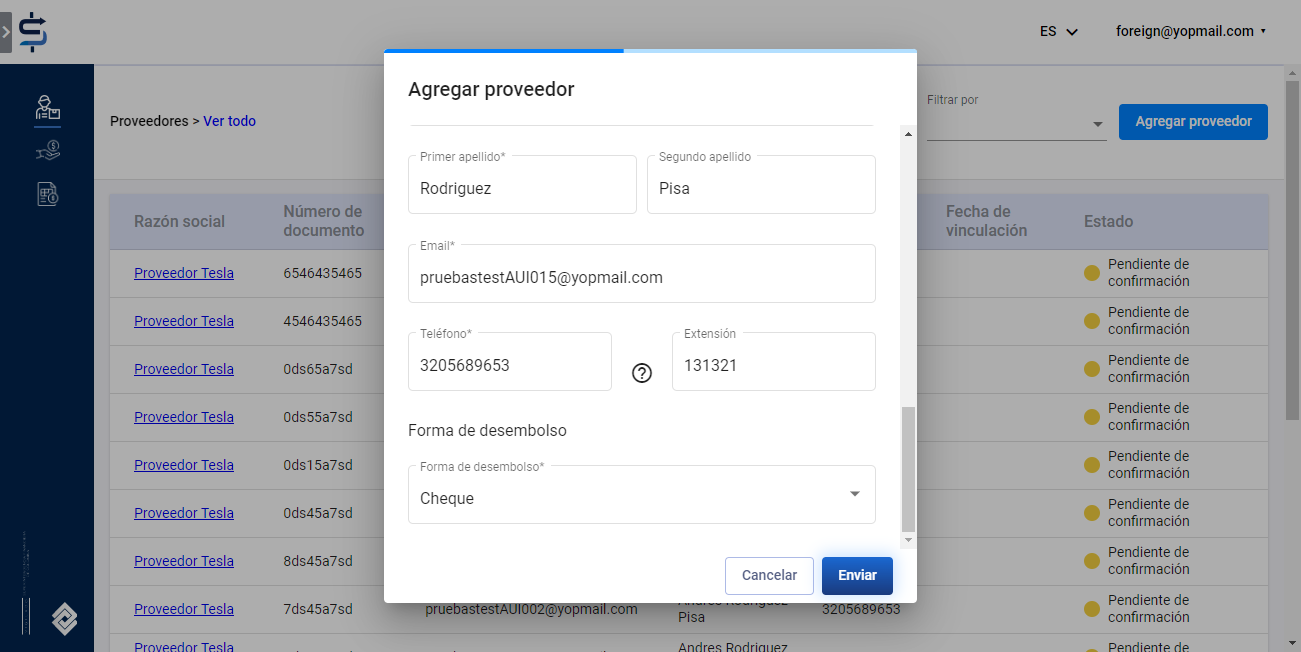 ES
foreign@yopmail.com
Proveedores > Ver todo
Filtrar por
Agregar proveedor
Agregar proveedor
Primer apellido*
Rodriguez
Segundo apellido
Pisa
Email*
pruebastestAUI015@yopmail.com
Teléfono*
3205689653
Extensión
131321
Forma de desembolso
Forma de desembolso*
Cheque
Cancelar
Enviar
Razón social
Número de
documento
Fecha de
vinculación
Estado
Proveedor Tesla
6546435465
Pendiente de
confirmación
Proveedor Tesla
4546435465
Pendiente de
confirmación
Proveedor Tesla
0ds65a7sd
Pendiente de
confirmación
Proveedor Tesla
0ds55a7sd
Pendiente de
confirmación
Proveedor Tesla
0ds15a7sd
Pendiente de
confirmación
Proveedor Tesla
0ds45a7sd
Pendiente de
confirmación
Proveedor Tesla
8ds45a7sd
Pendiente de
confirmación
Proveedor Tesla
7ds45a7sd
pruebastestAUI002@yopmail.com
Andres Rodriguez
Pisa
3205689653
Pendiente de
confirmación
Proveedor Tesla
Andres Rodriguez
Pendiente de